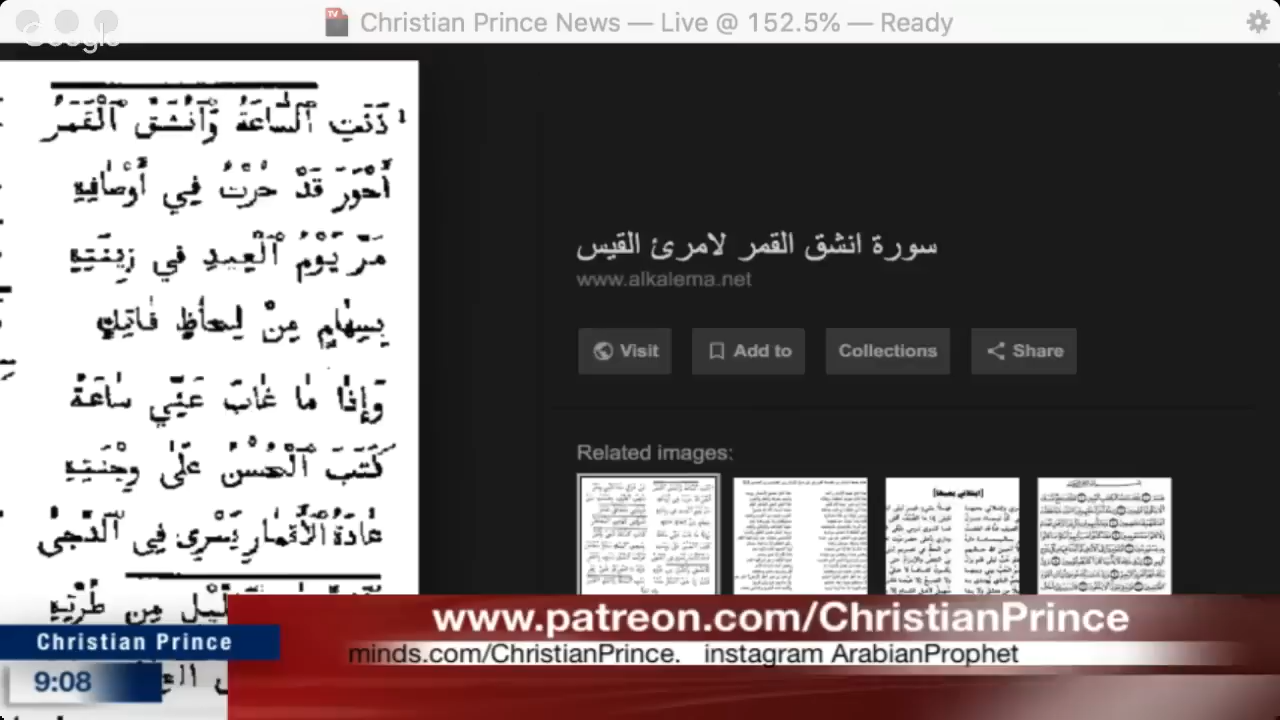 Christian Prince News — Live @ 152.5% — Ready
Google
دَنَتِ ٱلسَّاعَةُ وَٱنْشَقَّ ٱلْقَمَرُ
أَحْوَرَ قَدْ حُرْتُ فِي أَوْصَافِهِ
مَرَّ يَوْمَ ٱلْعِيدِ فِي زِينَتِهِ
بِسِهَامٍ مِنْ لِحَاظٍ فَاتِكٍ
وَإِذَا مَا غَابَ عَنِّي سَاعَةً
كَتَبَ ٱلْحُسْنُ عَلَى وِجْنَتِهِ
عَادَةُ ٱلْأَقْمَارِ يَسْرِي فِي ٱلدُّجَى
مِن طُرَّتِهِ
سورة انشق القمر لامرئ القيس
www.alkalema.net
Visit
Add to
Collections
Share
Related images:
www.patreon.com/ChristianPrince
minds.com/ChristianPrince. instagram ArabianProphet
Christian Prince
9:08